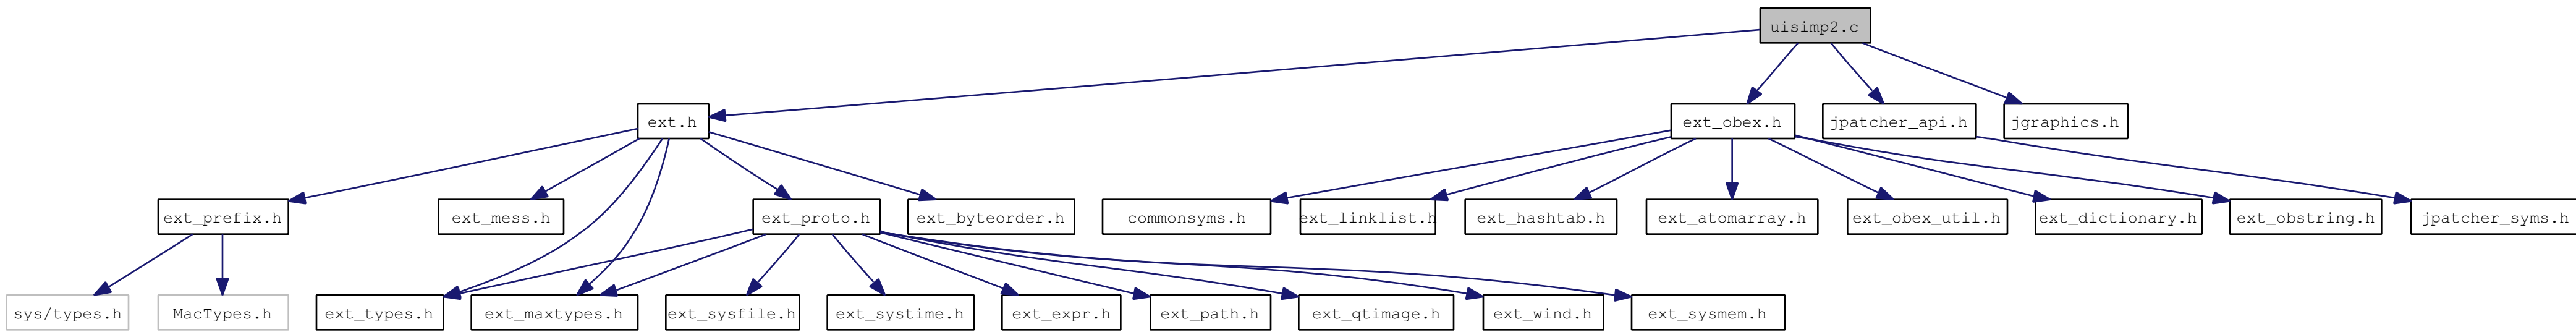 uisimp2.c
ext.h
ext_obex.h
jpatcher_api.h
jgraphics.h
ext_prefix.h
ext_mess.h
ext_proto.h
ext_byteorder.h
commonsyms.h
ext_linklist.h
ext_hashtab.h
ext_atomarray.h
ext_obex_util.h
ext_dictionary.h
ext_obstring.h
jpatcher_syms.h
sys/types.h
MacTypes.h
ext_types.h
ext_maxtypes.h
ext_sysfile.h
ext_systime.h
ext_expr.h
ext_path.h
ext_qtimage.h
ext_wind.h
ext_sysmem.h